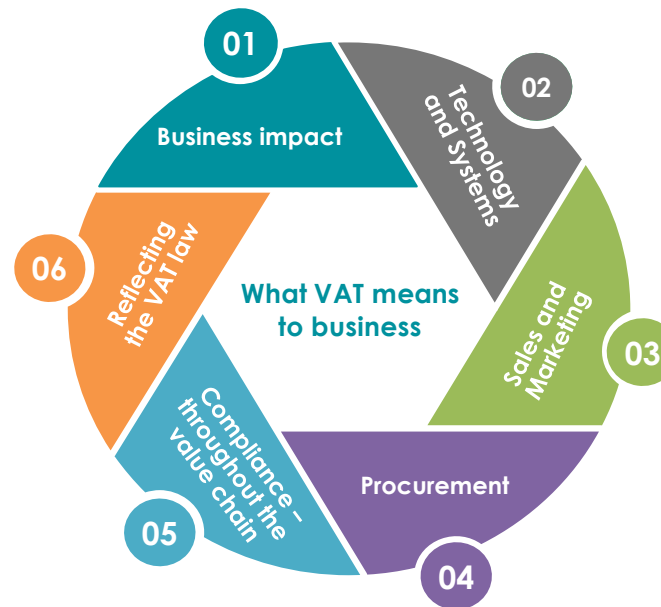 01
Business impact
02
Technology
and Systems
03
Sales and
Marketing
04
Procurement
05
Compliance –
throughout the
value chain
06
Reflecting
the VAT law
What VAT means
to business